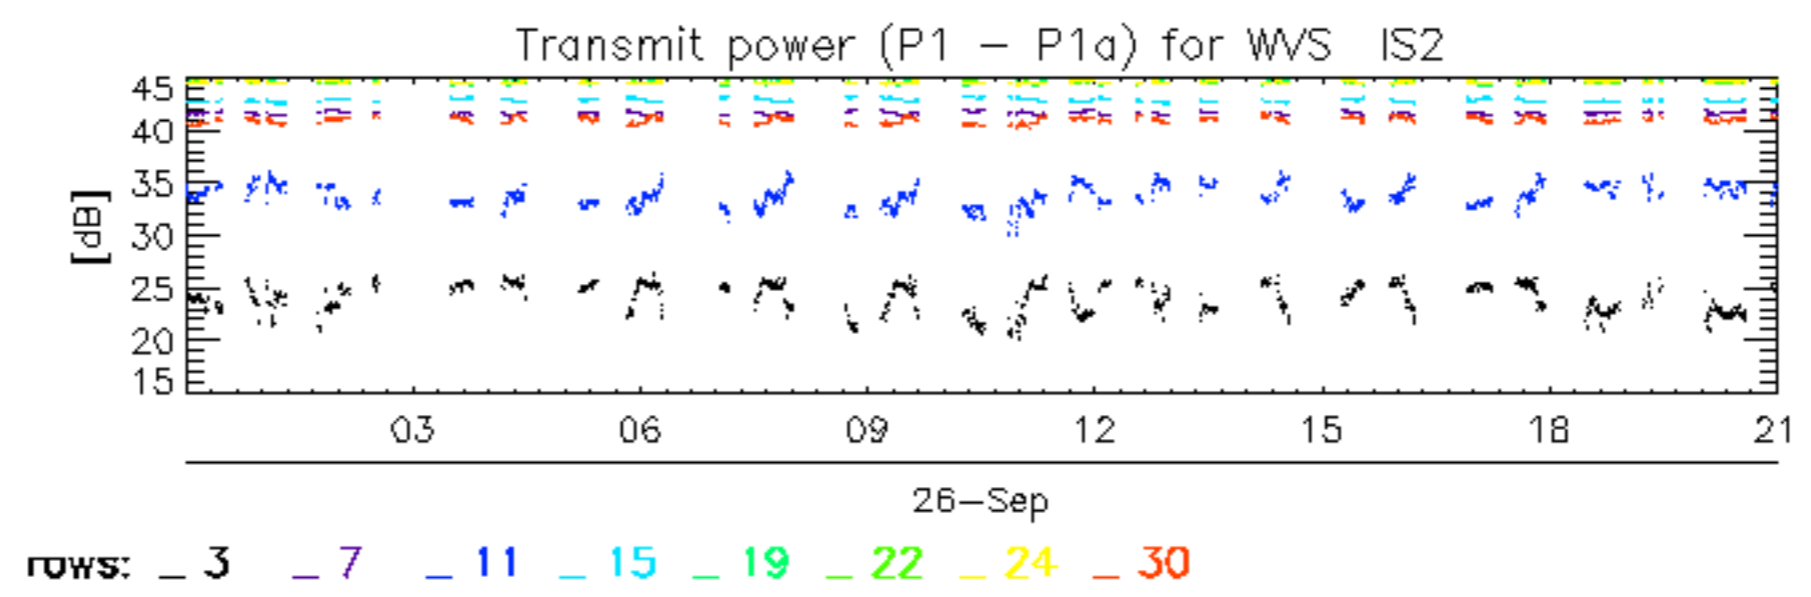 Transmit power (P1 - P1a) for WVS IS2
[dB]
45
40
35
30
25
20
15
03 06 09 12 15 18 21
26-Sep
rows: _ 3 _ 7 _ 11 _ 15 _ 19 _ 22 _ 24 _ 30